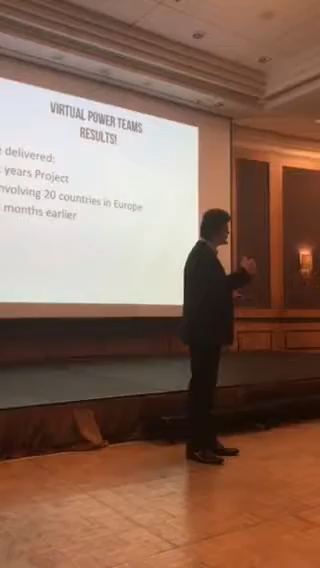 VIRTUAL POWER TEAMS
RESULTS!
delivered:
years Project
nvolving 20 countries in Europe
months earlier